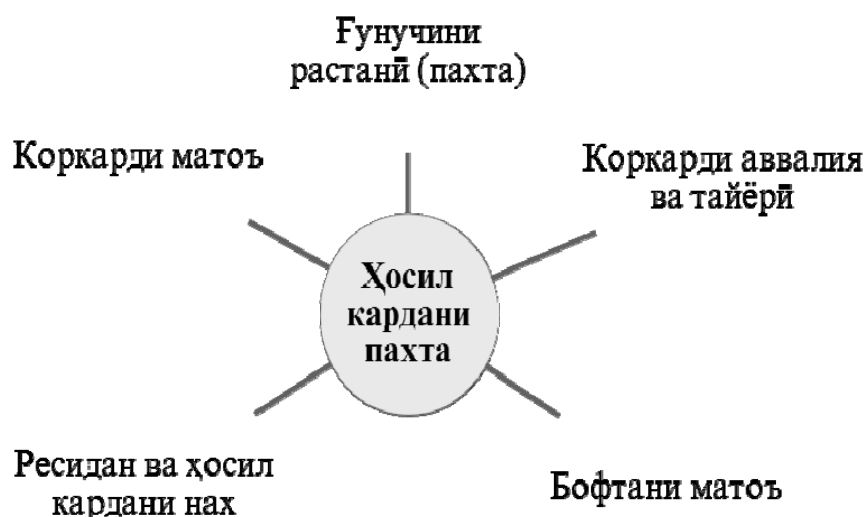 Ғунучини
растанӣ (пахта)
Коркарди матоъ
Коркарди аввалия
ва тайёрӣ
Ҳосил
кардани
пахта
Ресидан ва ҳосил
кардани нах
Бофтани матоъ